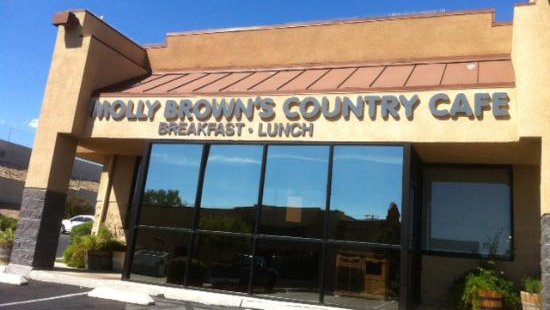 MOLLY BROWN'S COUNTRY CAFE
BREAKFAST • LUNCH